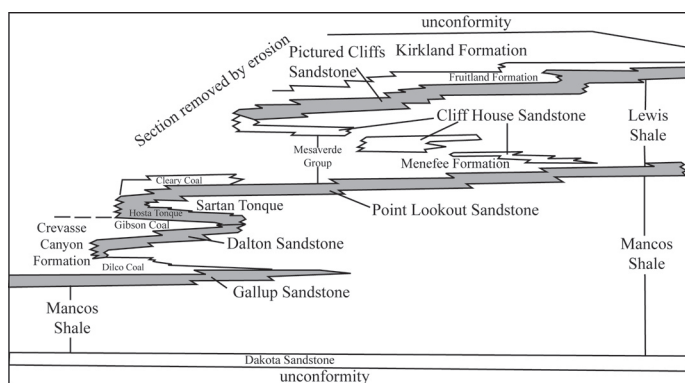 unconformity
Pictured Cliffs
Sandstone
Kirkland Formation
Fruitland Formation
Section removed by erosion
Cliff House Sandstone
Lewis
Shale
Mesaverde
Group
Menefee Formation
Cleary Coal
Sartan Tonque
Hosta Tonque
Gibson Coal
Point Lookout Sandstone
Crevasse
Canyon
Formation
Dalton Sandstone
Mancos
Shale
Dilco Coal
Gallup Sandstone
Mancos
Shale
Dakota Sandstone
unconformity